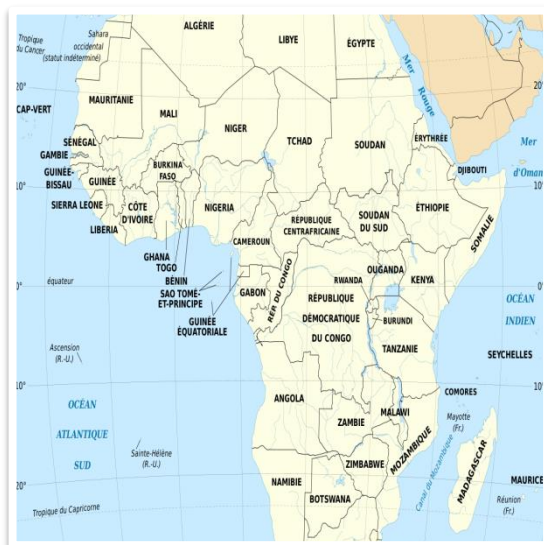 Tropique
du Cancer
Sahara
occidental
(statut indéterminé)
ALGÉRIE
LIBYE
ÉGYPTE
Mer Rouge
20°
20°
CAP-VERT
MAURITANIE
MALI
NIGER
TCHAD
SOUDAN
ÉRYTHRÉE
Mer
d'Oman
SÉNÉGAL
GAMBIE
GUINÉE-
BISSAU
GUINÉE
BURKINA
FASO
DJIBOUTI
10°
10°
SIERRA LEONE
LIBERIA
CÔTE
D'IVOIRE
NIGERIA
RÉPUBLIQUE
CENTRAFRICAINE
SOUDAN
DU SUD
ÉTHIOPIE
SOMALIE
CAMEROUN
GHANA
TOGO
BÉNIN
SAO TOMÉ-
ET-PRINCIPE
GUINÉE
ÉQUATORIALE
équateur
GABON
RÉP. DU CONGO
OUGANDA
RWANDA
KENYA
0°
0°
RÉPUBLIQUE
DÉMOCRATIQUE
DU CONGO
BURUNDI
TANZANIE
OCÉAN
INDIEN
SEYCHELLES
Ascension
(R.-U.)
10°
10°
OCÉAN
ATLANTIQUE
SUD
ANGOLA
ZAMBIE
MALAWI
COMORES
Mayotte
(Fr.)
MOZAMBIQUE
Canal du Mozambique
MADAGASCAR
Sainte-Hélène
(R.-U.)
ZIMBABWE
NAMIBIE
BOTSWANA
MAURICE
Réunion
(Fr.)
20°
20°
Tropique du Capricorne